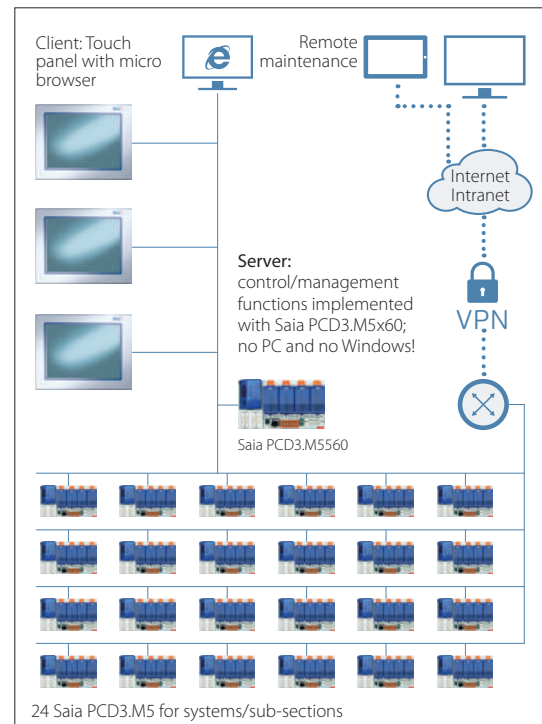 Client: Touch
panel with micro
browser
Remote
maintenance
Internet
Intranet
Server:
control/management
functions implemented
with Saia PCD3.M5x60;
no PC and no Windows!
VPN
Saia PCD3.M5560
24 Saia PCD3.M5 for systems/sub-sections